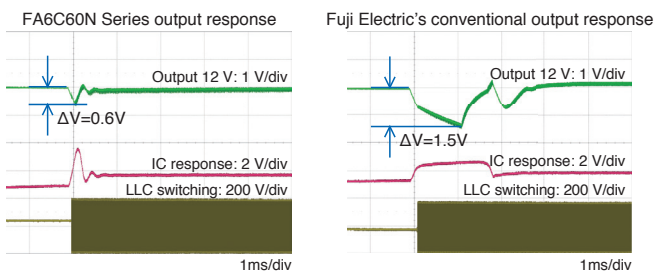 FA6C60N Series output response
Output 12 V: 1 V/div
ΔV=0.6V
IC response: 2 V/div
LLC switching: 200 V/div
1ms/div
Fuji Electric's conventional output response
Output 12 V: 1 V/div
ΔV=1.5V
IC response: 2 V/div
LLC switching: 200 V/div
1ms/div